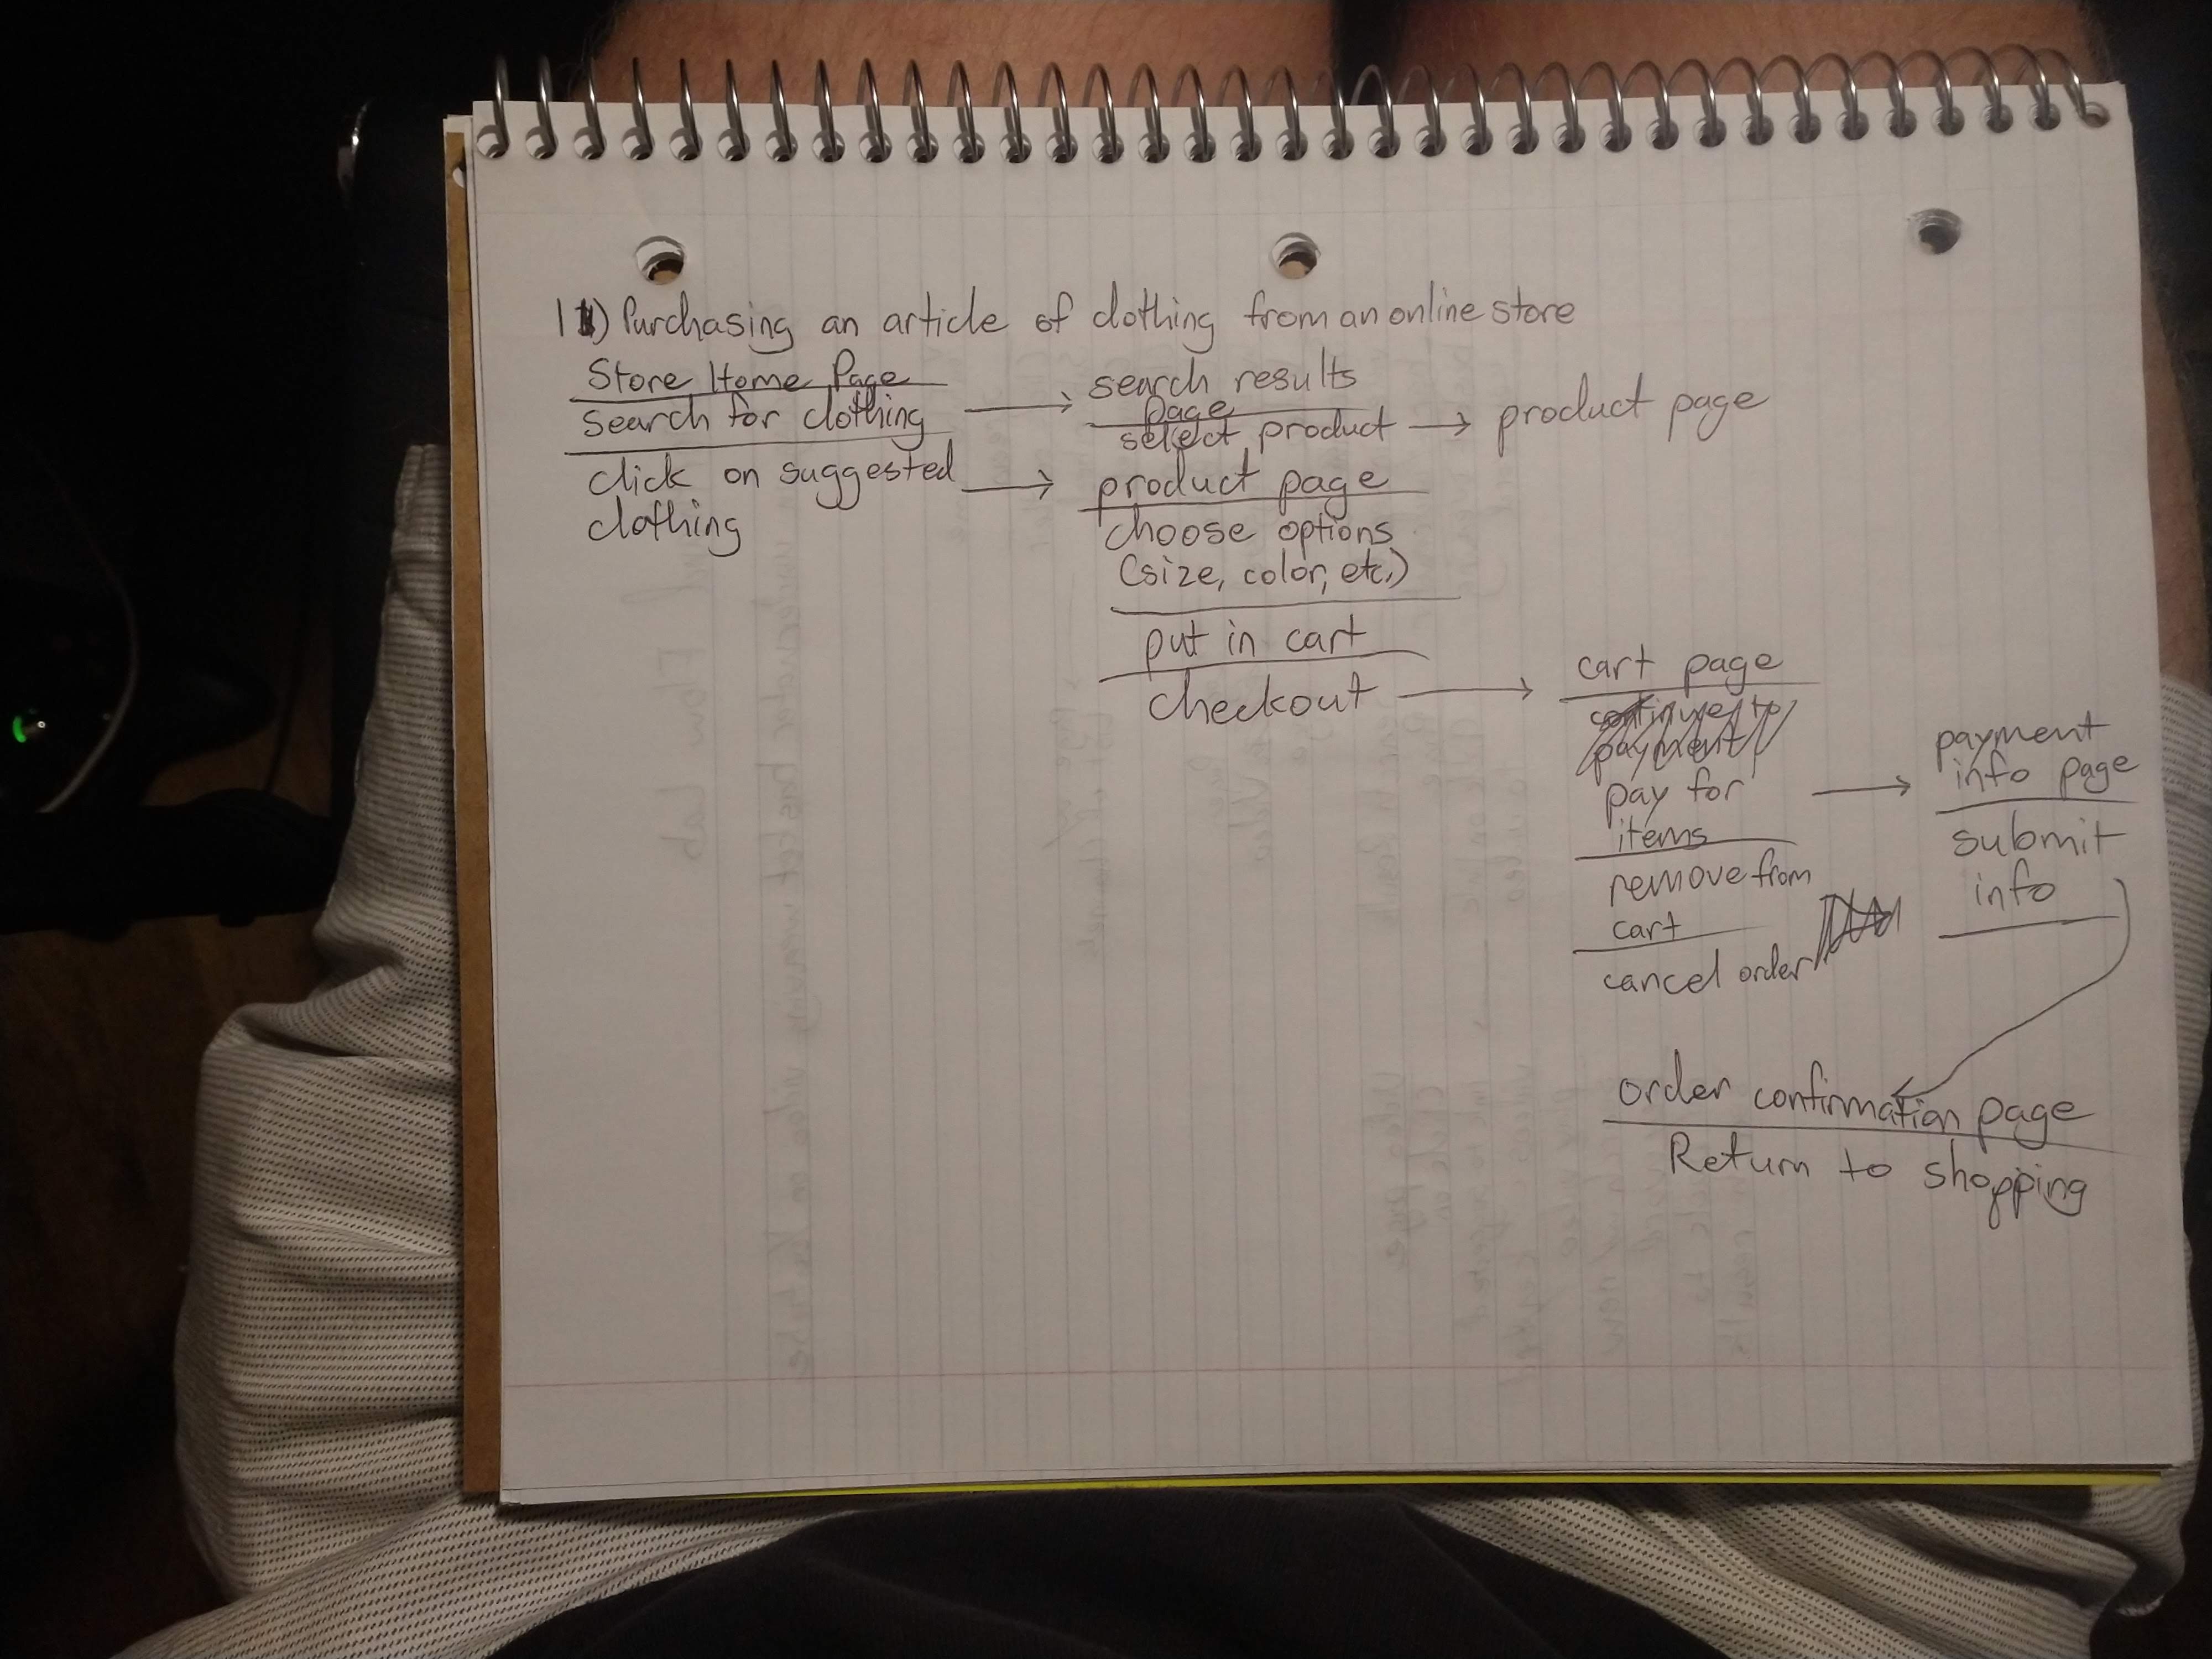 11) Purchasing an article of clothing from an online store
Store Home Page
search for clothing
click on suggested
clothing
search results
page
select product
product page
product page
choose options
(size, color, etc.)
put in cart
checkout
cart page
continue to
payment
pay for
items
remove from
cart
cancel order
payment
info page
submit
info
order confirmation page
Return to shopping